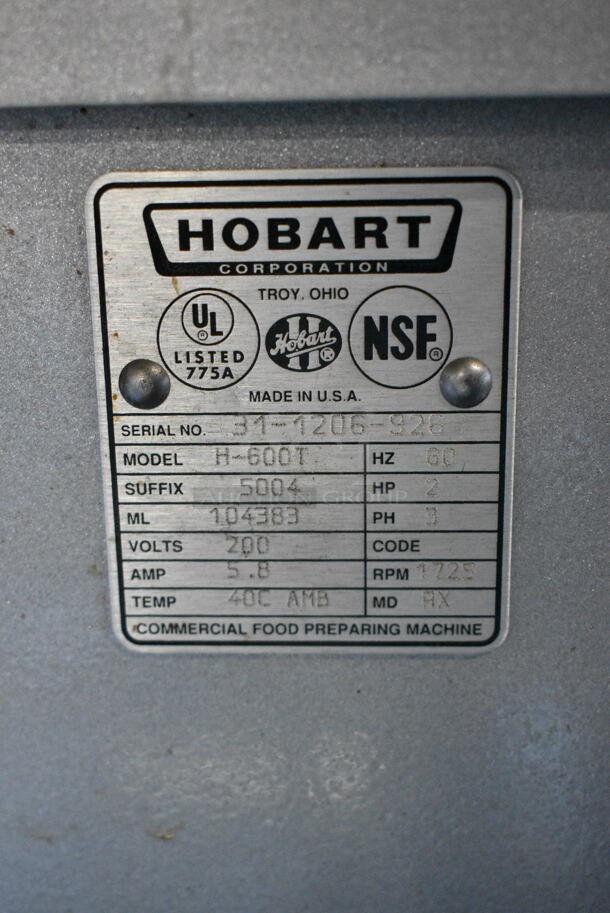 HOBART
CORPORATION
TROY, OHIO
UL ®
LISTED
775A
Hobart ®
NSF®
MADE IN U.S.A.
SERIAL NO. 31-1206-926
MODEL H-600T HZ 60
SUFFIX 5004 HP 2
ML 104383 PH 3
VOLTS 200 CODE
AMP 5.8 RPM 1725
TEMP 40C AMB MD AX
COMMERCIAL FOOD PREPARING MACHINE